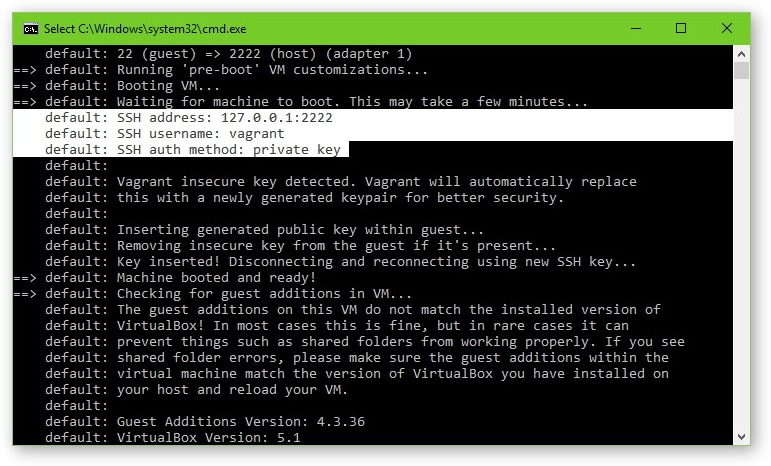 Select C:\Windows\system32\cmd.exe
default: 22 (guest) => 2222 (host) (adapter 1)
==> default: Running 'pre-boot' VM customizations...
==> default: Booting VM...
==> default: Waiting for machine to boot. This may take a few minutes...
default: SSH address: 127.0.0.1:2222
default: SSH username: vagrant
default: SSH auth method: private key
default:
default: Vagrant insecure key detected. Vagrant will automatically replace
default: this with a newly generated keypair for better security.
default:
default: Inserting generated public key within guest...
default: Removing insecure key from the guest if it's present...
default: Key inserted! Disconnecting and reconnecting using new SSH key...
==> default: Machine booted and ready!
==> default: Checking for guest additions in VM...
default: The guest additions on this VM do not match the installed version of
default: VirtualBox! In most cases this is fine, but in rare cases it can
default: prevent things such as shared folders from working properly. If you see
default: shared folder errors, please make sure the guest additions within the
default: virtual machine match the version of VirtualBox you have installed on
default: your host and reload your VM.
default:
default: Guest Additions Version: 4.3.36
default: VirtualBox Version: 5.1